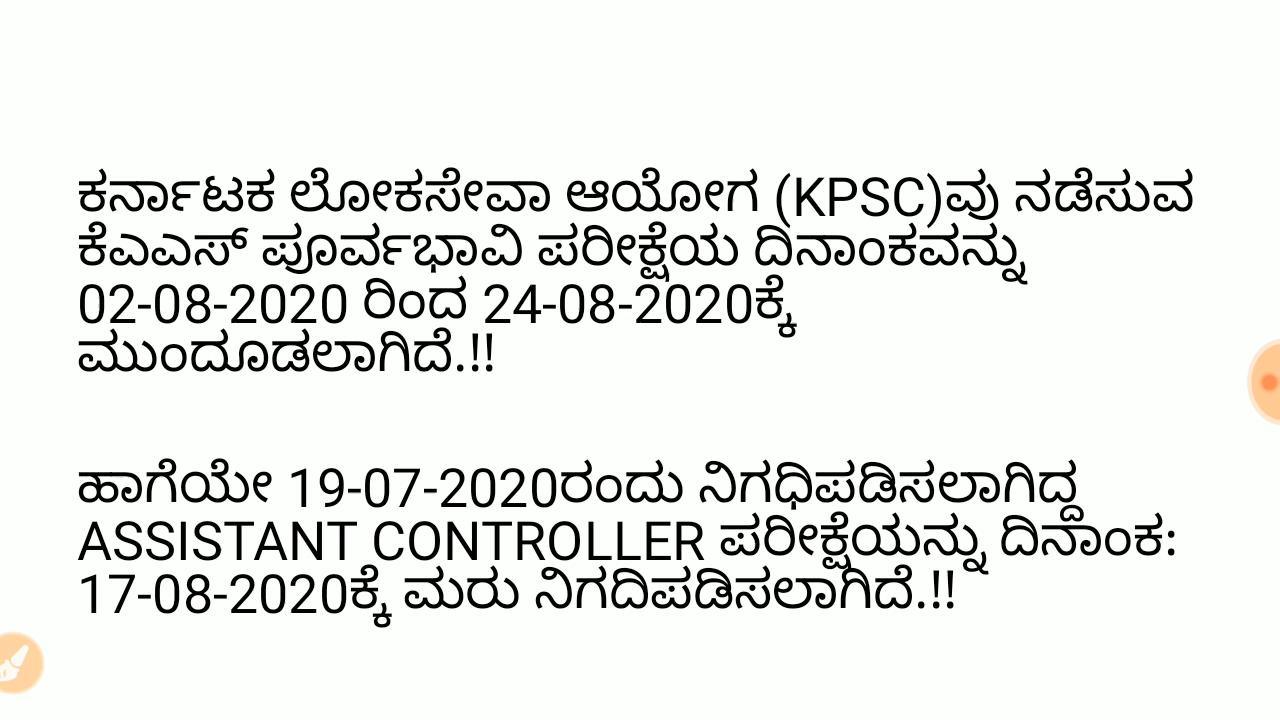 ಕರ್ನಾಟಕ ಲೋಕಸೇವಾ ಆಯೋಗ (KPSC)ವು ನಡೆಸುವ
ಕೆಎಎಸ್ ಪೂರ್ವಭಾವಿ ಪರೀಕ್ಷೆಯ ದಿನಾಂಕವನ್ನು
02-08-2020 ರಿಂದ 24-08-2020ಕ್ಕೆ
ಮುಂದೂಡಲಾಗಿದೆ.!!
ಹಾಗೆಯೇ 19-07-2020ರಂದು ನಿಗಧಿಪಡಿಸಲಾಗಿದ್ದ
ASSISTANT CONTROLLER ಪರೀಕ್ಷೆಯನ್ನು ದಿನಾಂಕ:
17-08-2020ಕ್ಕೆ ಮರು ನಿಗದಿಪಡಿಸಲಾಗಿದೆ.!!